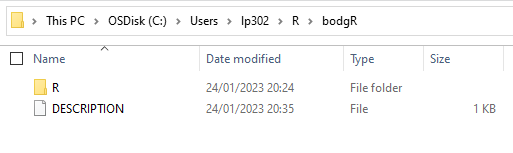 This PC > OSDisk (C:) > Users > lp302 > R > bodgR
Name Date modified Type Size
R 24/01/2023 20:24 File folder
DESCRIPTION 24/01/2023 20:35 File 1 KB